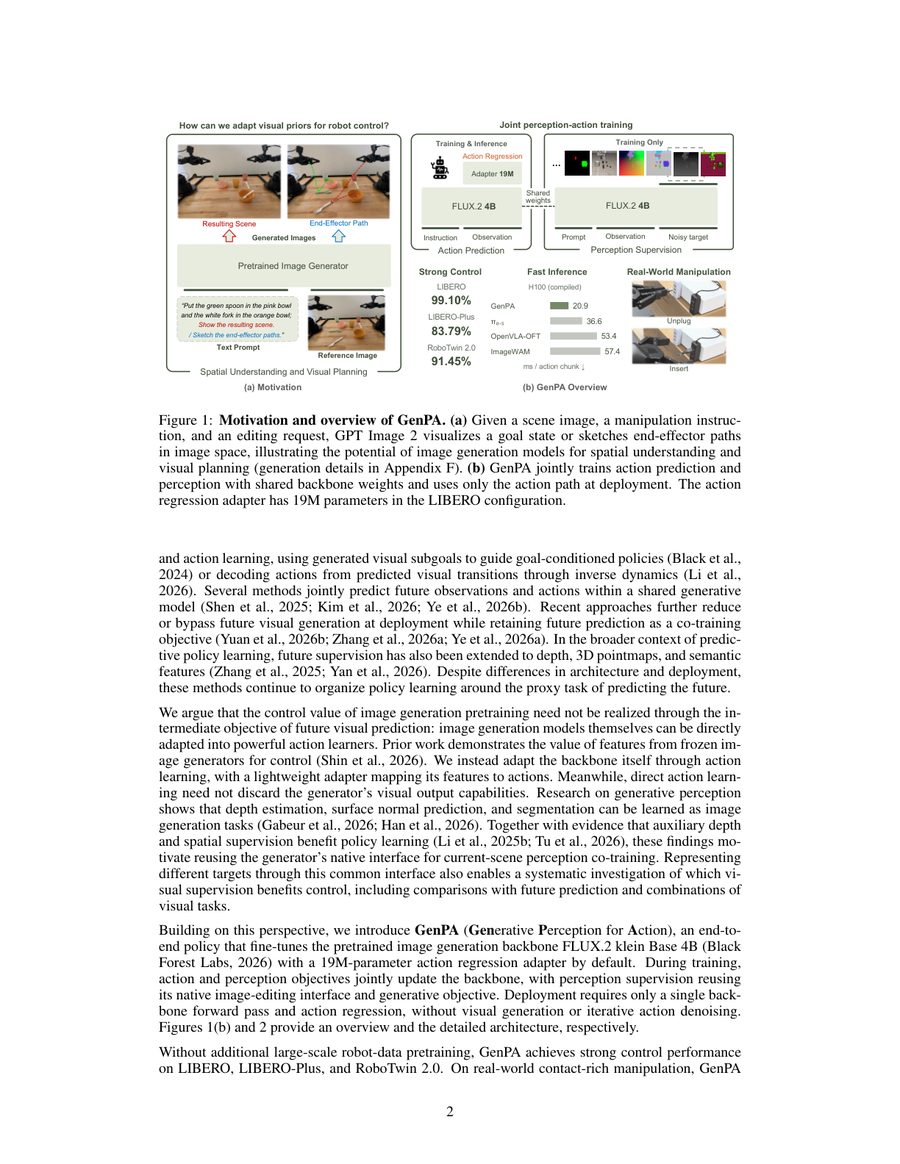 How can we adapt visual priors for robot control?
Resulting Scene
End-Effector Path
Generated Images
Pretrained Image Generator
"Put the green spoon in the pink bowl
and the white fork in the orange bowl;
Show the resulting scene.
/ Sketch the end-effector paths."
Text Prompt
Reference Image
Spatial Understanding and Visual Planning
(a) Motivation
Joint perception-action training
Training & Inference
Action Regression
Adapter 19M
FLUX.2 4B
Instruction
Observation
Action Prediction
Shared
weights
Training Only
...
FLUX.2 4B
Prompt
Observation
Noisy target
Perception Supervision
Strong Control
LIBERO
99.10%
LIBERO-Plus
83.79%
RoboTwin 2.0
91.45%
Fast Inference
H100 (compiled)
GenPA 20.9
π₀.₅ 36.6
OpenVLA-OFT 53.4
ImageWAM 57.4
ms / action chunk ↓
Real-World Manipulation
Unplug
Insert
(b) GenPA Overview
Figure 1: Motivation and overview of GenPA. (a) Given a scene image, a manipulation instruc-
tion, and an editing request, GPT Image 2 visualizes a goal state or sketches end-effector paths
in image space, illustrating the potential of image generation models for spatial understanding and
visual planning (generation details in Appendix F). (b) GenPA jointly trains action prediction and
perception with shared backbone weights and uses only the action path at deployment. The action
regression adapter has 19M parameters in the LIBERO configuration.
and action learning, using generated visual subgoals to guide goal-conditioned policies (Black et al.,
2024) or decoding actions from predicted visual transitions through inverse dynamics (Li et al.,
2026). Several methods jointly predict future observations and actions within a shared generative
model (Shen et al., 2025; Kim et al., 2026; Ye et al., 2026b). Recent approaches further reduce
or bypass future visual generation at deployment while retaining future prediction as a co-training
objective (Yuan et al., 2026b; Zhang et al., 2026a; Ye et al., 2026a). In the broader context of predic-
tive policy learning, future supervision has also been extended to depth, 3D pointmaps, and semantic
features (Zhang et al., 2025; Yan et al., 2026). Despite differences in architecture and deployment,
these methods continue to organize policy learning around the proxy task of predicting the future.
We argue that the control value of image generation pretraining need not be realized through the in-
termediate objective of future visual prediction: image generation models themselves can be directly
adapted into powerful action learners. Prior work demonstrates the value of features from frozen im-
age generators for control (Shin et al., 2026). We instead adapt the backbone itself through action
learning, with a lightweight adapter mapping its features to actions. Meanwhile, direct action learn-
ing need not discard the generator's visual output capabilities. Research on generative perception
shows that depth estimation, surface normal prediction, and segmentation can be learned as image
generation tasks (Gabeur et al., 2026; Han et al., 2026). Together with evidence that auxiliary depth
and spatial supervision benefit policy learning (Li et al., 2025b; Tu et al., 2026), these findings mo-
tivate reusing the generator's native interface for current-scene perception co-training. Representing
different targets through this common interface also enables a systematic investigation of which vi-
sual supervision benefits control, including comparisons with future prediction and combinations of
visual tasks.
Building on this perspective, we introduce GenPA (Generative Perception for Action), an end-to-
end policy that fine-tunes the pretrained image generation backbone FLUX.2 klein Base 4B (Black
Forest Labs, 2026) with a 19M-parameter action regression adapter by default. During training,
action and perception objectives jointly update the backbone, with perception supervision reusing
its native image-editing interface and generative objective. Deployment requires only a single back-
bone forward pass and action regression, without visual generation or iterative action denoising.
Figures 1(b) and 2 provide an overview and the detailed architecture, respectively.
Without additional large-scale robot-data pretraining, GenPA achieves strong control performance
on LIBERO, LIBERO-Plus, and RoboTwin 2.0. On real-world contact-rich manipulation, GenPA
2